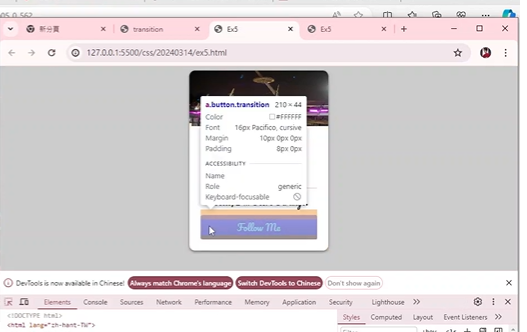 新分頁
transition
Ex5
Ex5
127.0.0.1:5500/css/20240314/ex5.html
a.button.transition 210 × 44
Color #FFFFFF
Font 16px Pacifico, cursive
Margin 10px 0px 0px
Padding 8px 0px
ACCESSIBILITY
Name
Role generic
Keyboard-focusable
Follow Me
DevTools is now available in Chinese! Always match Chrome's language Switch DevTools to Chinese Don't show again
Elements Console Sources Network Performance Memory Application Security Lighthouse
<!DOCTYPE html>
<html lang="zh-hant-TW">
Styles Computed Layout Event Listeners